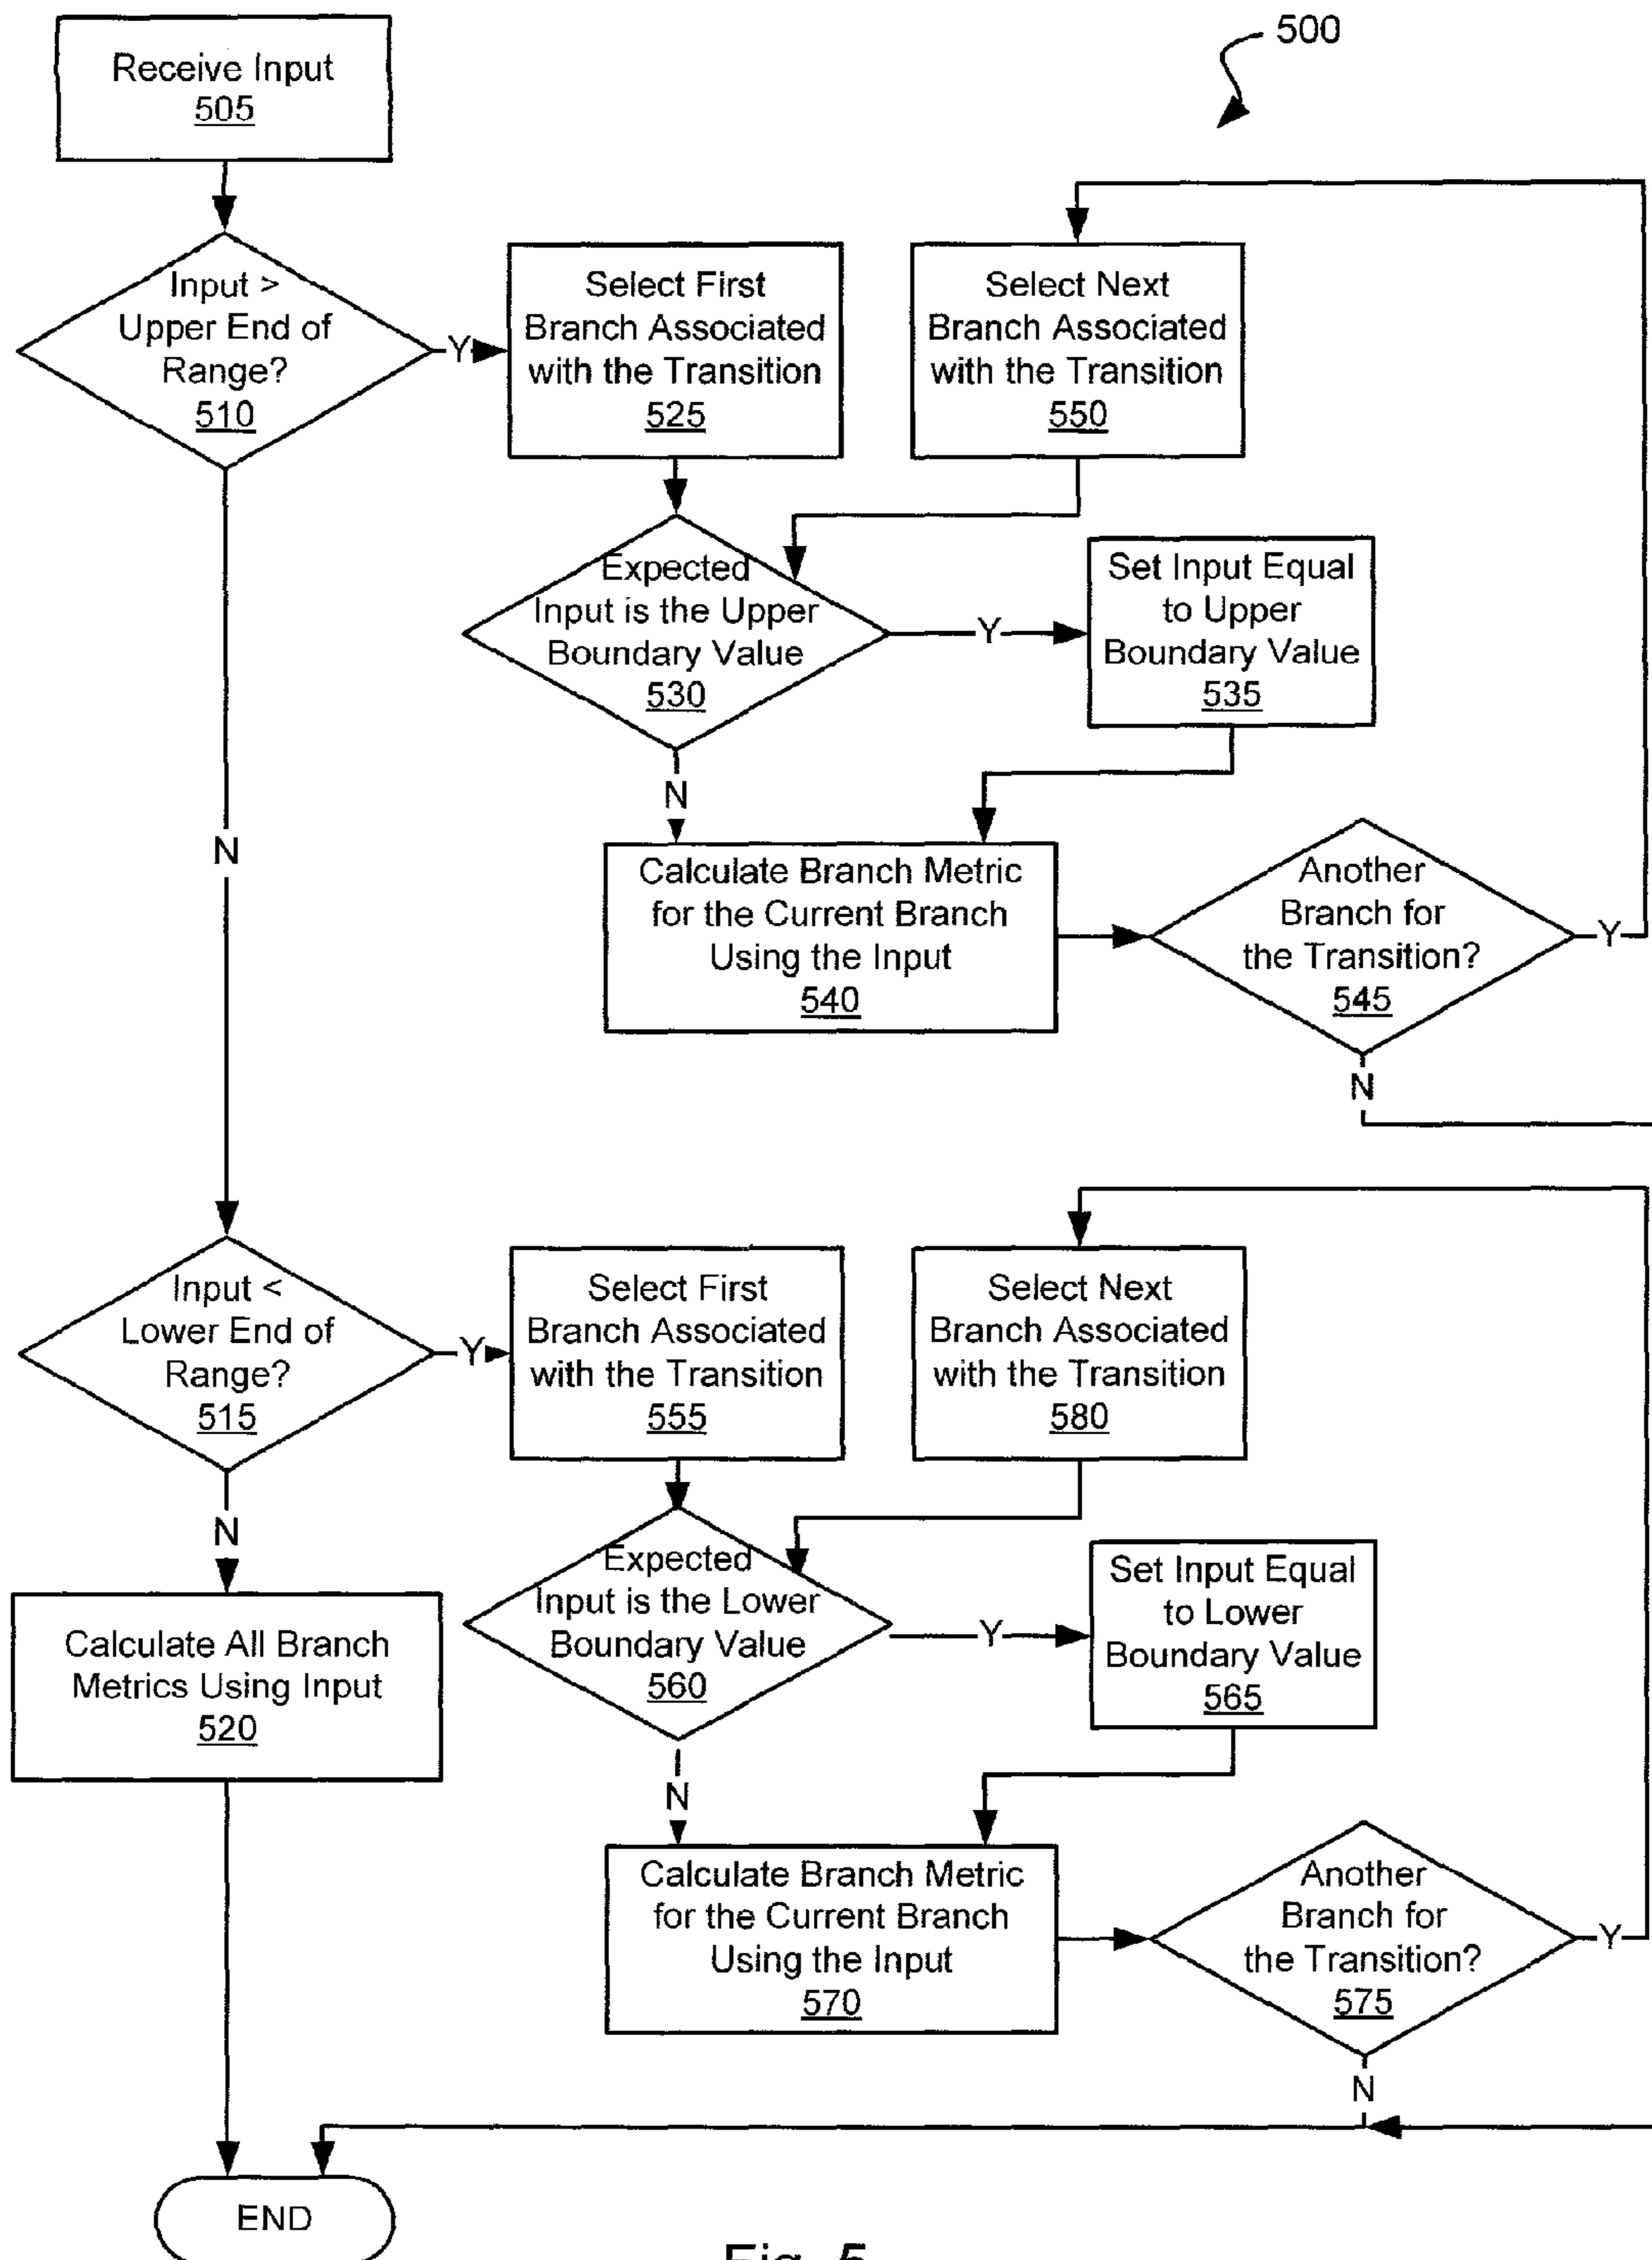 500
Receive Input
505
Input >
Upper End of
Range?
510
Y
Select First
Branch Associated
with the Transition
525
Select Next
Branch Associated
with the Transition
550
Expected
Input is the Upper
Boundary Value
530
Y
Set Input Equal
to Upper
Boundary Value
535
N
N
Calculate Branch Metric
for the Current Branch
Using the Input
540
Another
Branch for
the Transition?
545
Y
N
Input <
Lower End of
Range?
515
Y
Select First
Branch Associated
with the Transition
555
Select Next
Branch Associated
with the Transition
580
N
Expected
Input is the Lower
Boundary Value
560
Y
Set Input Equal
to Lower
Boundary Value
565
Calculate All Branch
Metrics Using Input
520
N
Calculate Branch Metric
for the Current Branch
Using the Input
570
Another
Branch for
the Transition?
575
Y
N
END
Fig. 5